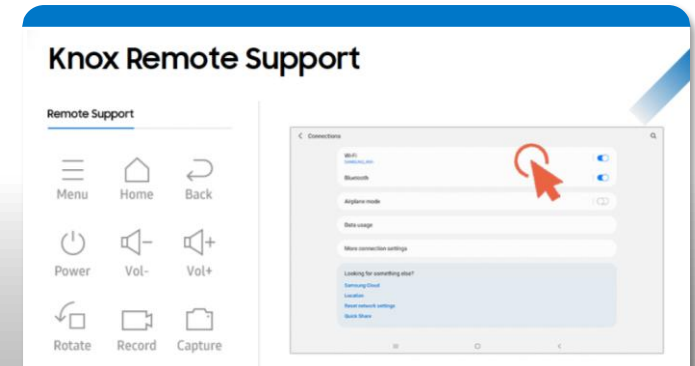 Knox Remote Support
Remote Support
Menu Home Back
Power Vol- Vol+
Rotate Record Capture
Connections
Wi-Fi
Bluetooth
Airplane mode
Data usage
More connection settings
Looking for something else?
Samsung Cloud
Location
Reset network settings
Quick Share